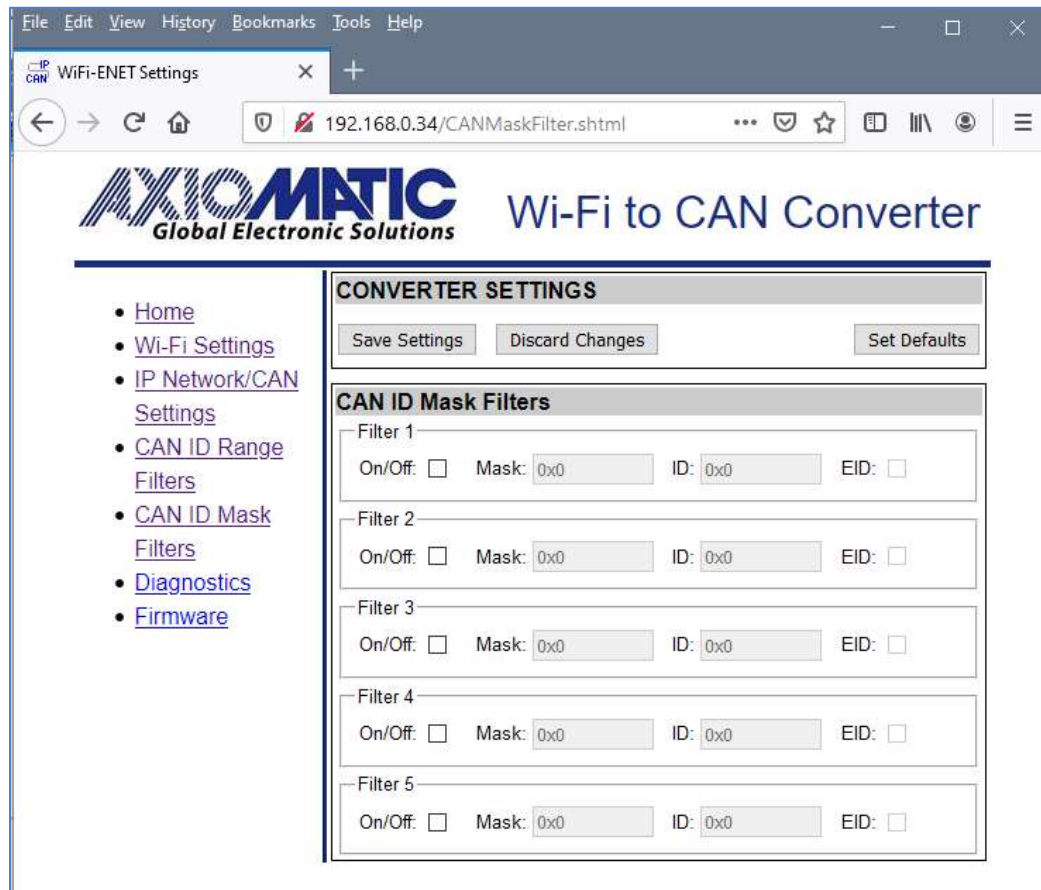 File Edit View History Bookmarks Tools Help
IP
CAN
WiFi-ENET Settings
192.168.0.34/CANMaskFilter.shtml
AXIOMATIC
Global Electronic Solutions
Wi-Fi to CAN Converter
Home
Wi-Fi Settings
IP Network/CAN
Settings
CAN ID Range
Filters
CAN ID Mask
Filters
Diagnostics
Firmware
CONVERTER SETTINGS
Save Settings Discard Changes Set Defaults
CAN ID Mask Filters
Filter 1
On/Off: Mask: 0x0 ID: 0x0 EID:
Filter 2
On/Off: Mask: 0x0 ID: 0x0 EID:
Filter 3
On/Off: Mask: 0x0 ID: 0x0 EID:
Filter 4
On/Off: Mask: 0x0 ID: 0x0 EID:
Filter 5
On/Off: Mask: 0x0 ID: 0x0 EID: